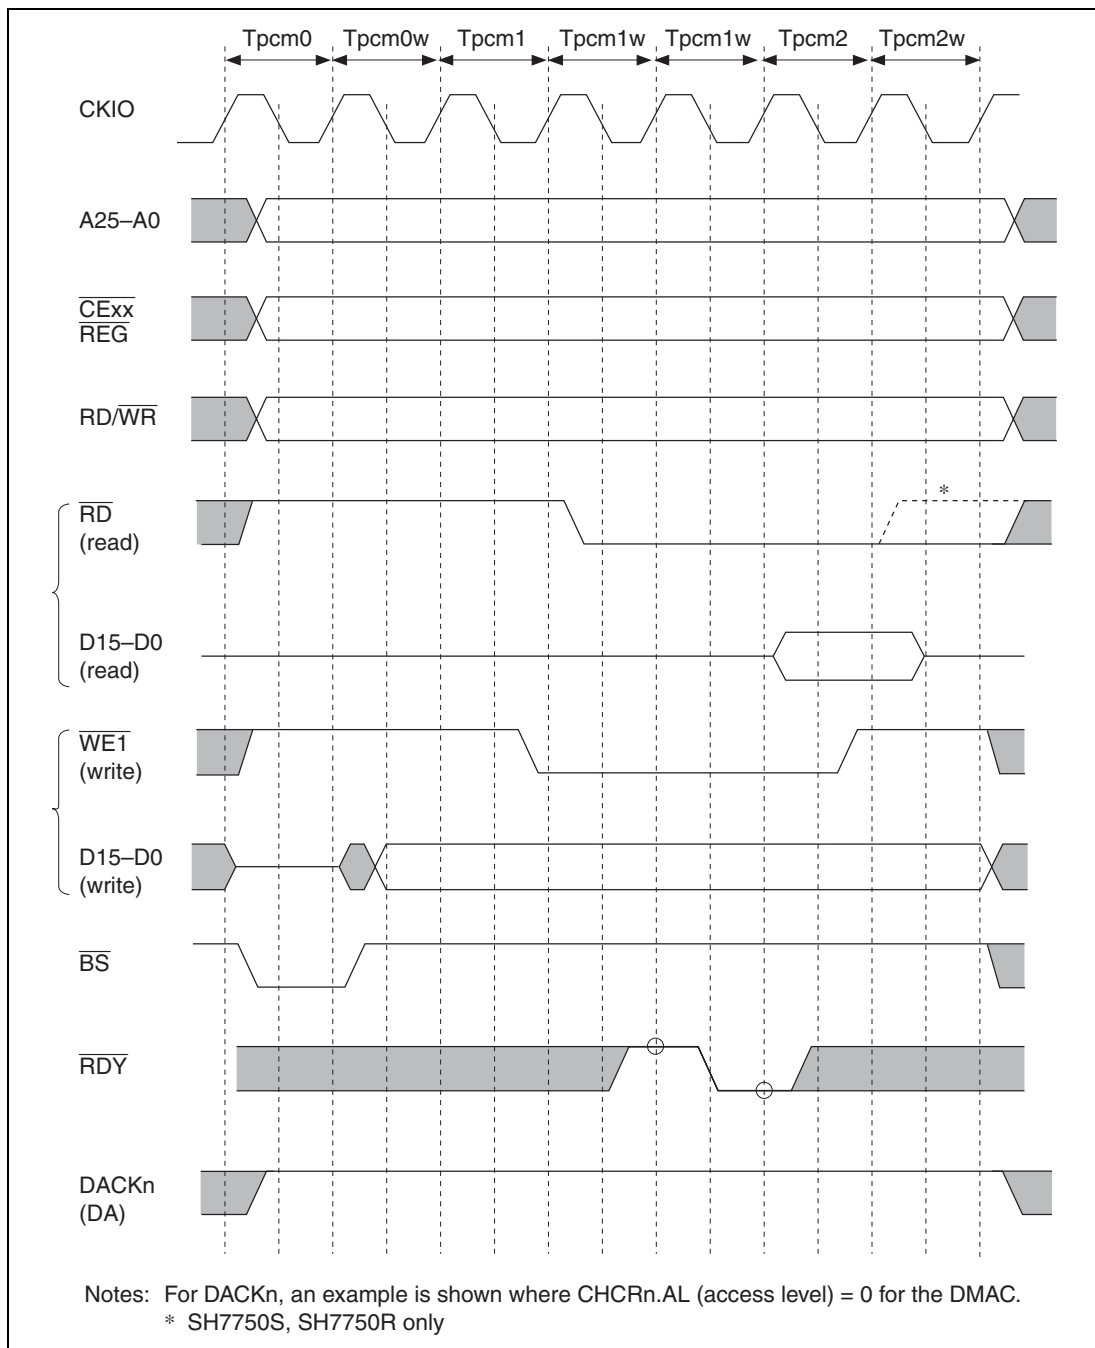 Tpcm0 Tpcm0w Tpcm1 Tpcm1w Tpcm1w Tpcm2 Tpcm2w
CKIO
A25–A0
CExx
REG
RD/WR
*
RD
(read)
D15–D0
(read)
WE1
(write)
D15–D0
(write)
BS
RDY
DACKn
(DA)
Notes: For DACKn, an example is shown where CHCRn.AL (access level) = 0 for the DMAC.
* SH7750S, SH7750R only